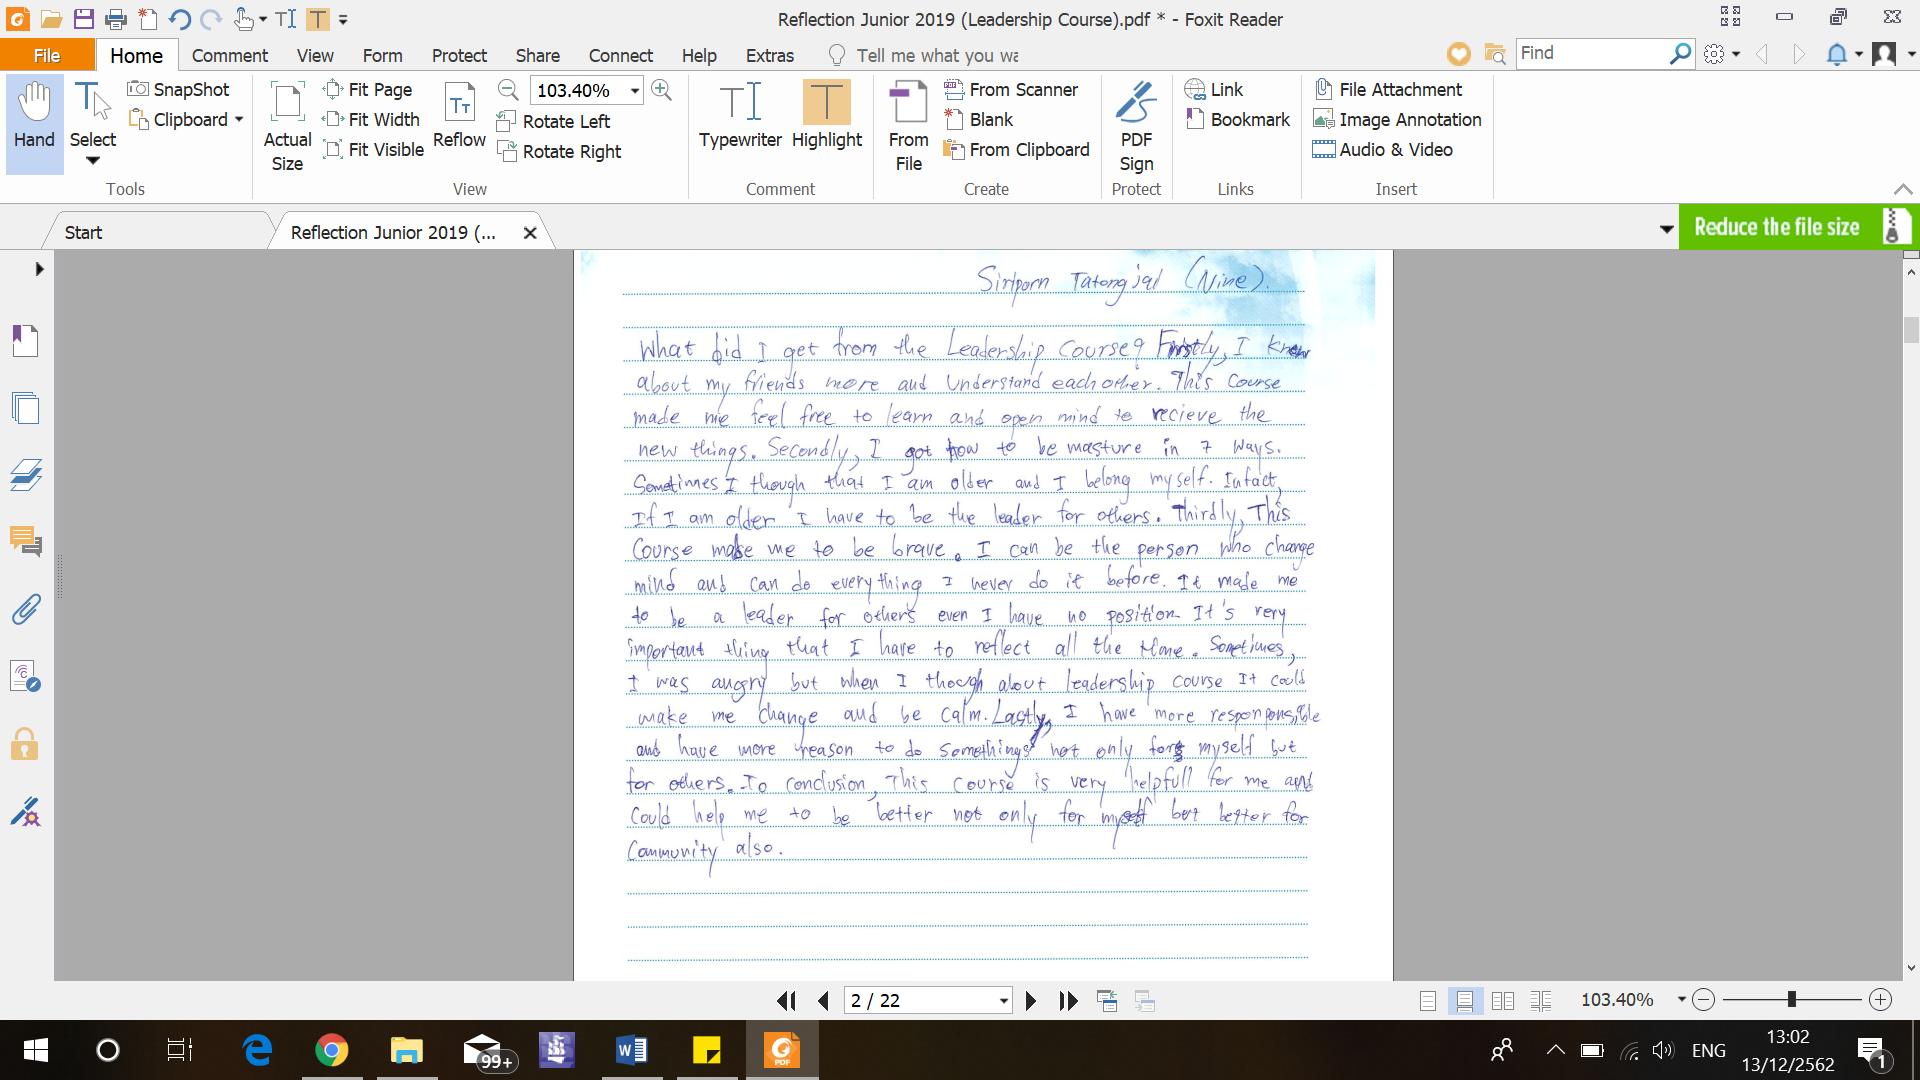 Reflection Junior 2019 (Leadership Course).pdf * - Foxit Reader
File Home Comment View Form Protect Share Connect Help Extras Tell me what you wa Find
Hand Select SnapShot Clipboard Actual Size Fit Page Fit Width Fit Visible Reflow 103.40% Rotate Left Rotate Right Typewriter Highlight From File From Scanner Blank From Clipboard PDF Sign Link Bookmark File Attachment Image Annotation Audio & Video
Tools View Comment Create Protect Links Insert
Start Reflection Junior 2019 (... Reduce the file size
Siriporn Tatongjai (Nine).
What did I get from the Leadership Course? Firstly, I know
about my friends more and understand each other. This course
made me feel free to learn and open mind to recieve the
new things. Secondly, I got how to be masture in 7 ways.
Sometimes I though that I am older and I belong myself. Infact,
If I am older I have to be the leader for others. Thirdly, This
Course make me to be brave. I can be the person who change
mind and can do everything I never do it before. It made me
to be a leader for others even I have no position It's very
important thing that I have to reflect all the time. Sometimes,
I was angry but when I though about leadership course It could
make me change and be calm. Lastly, I have more responponsible
and have more reason to do somethings not only for myself but
for others. To conclusion, This course is very helpfull for me and
Could help me to be better not only for myself but better for
Community also.
2 / 22 103.40%
99+ PDF ENG 13:02
13/12/2562 1